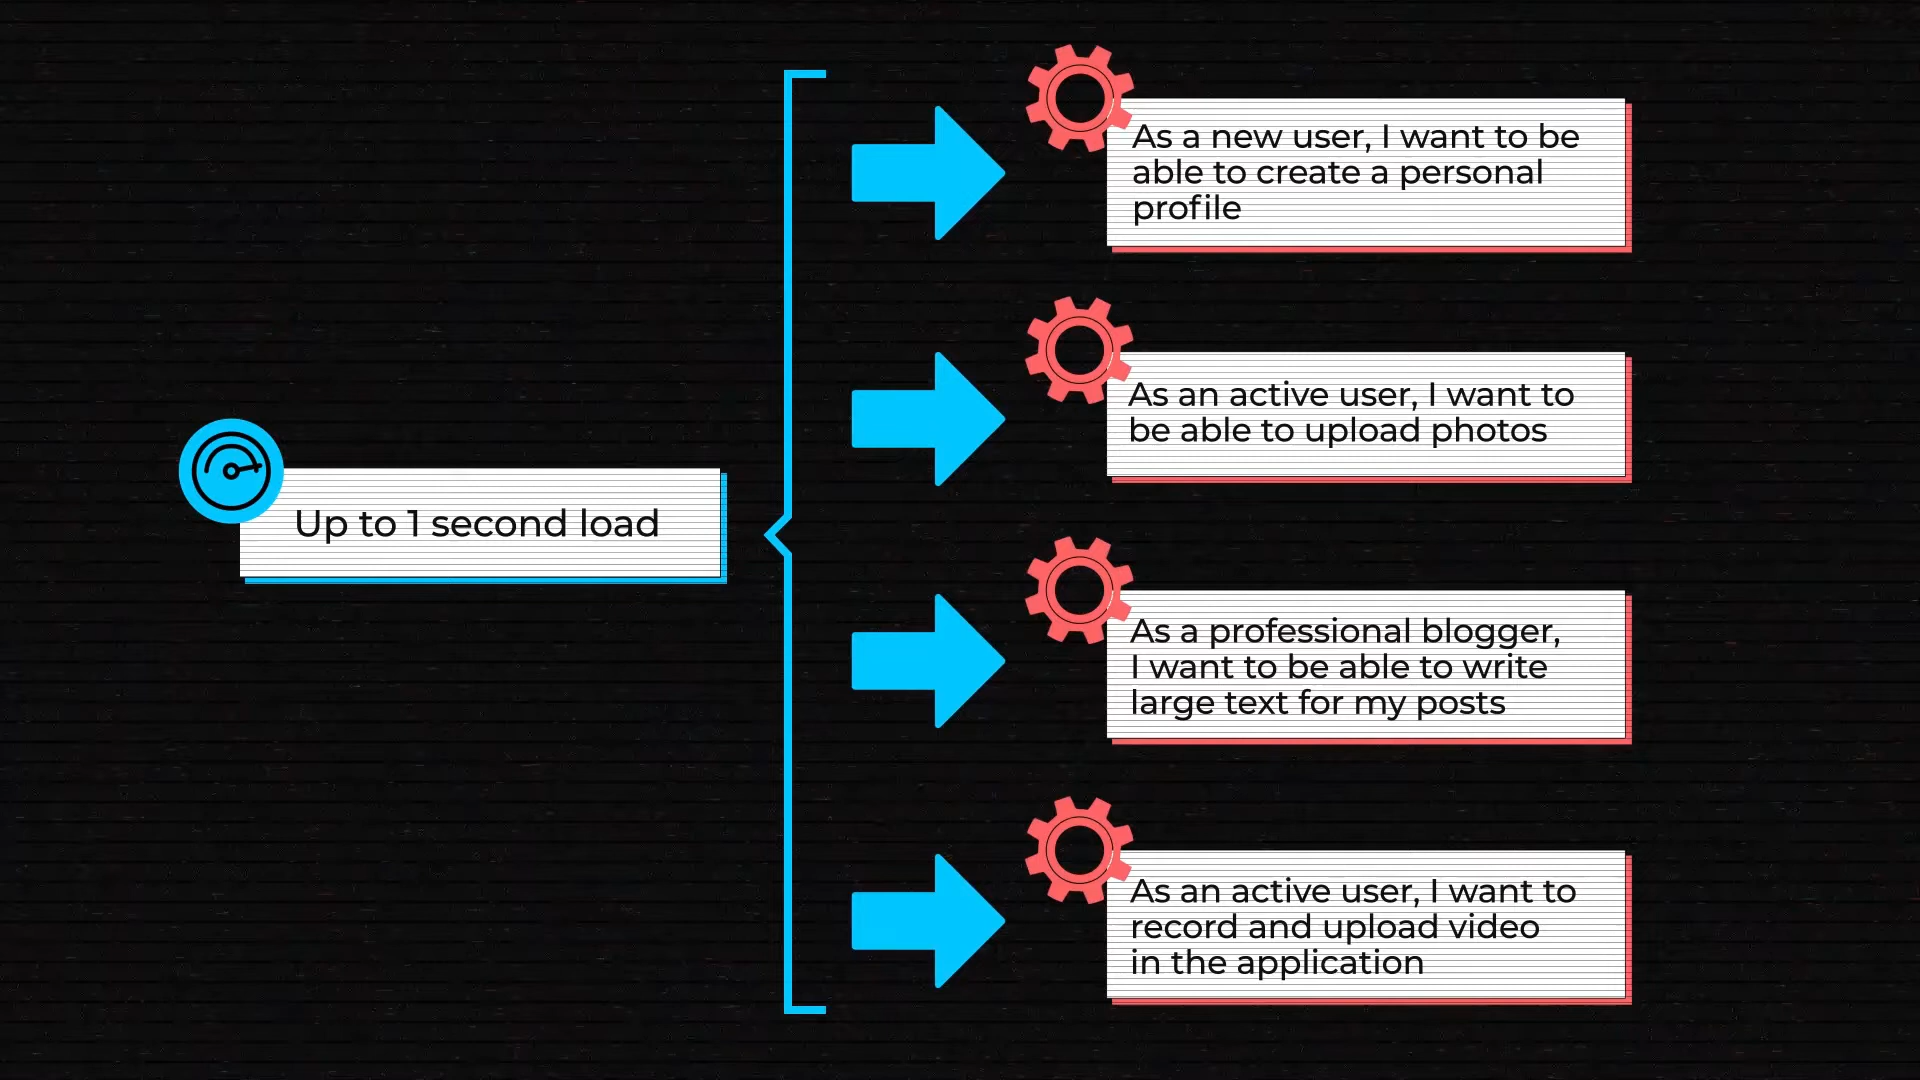 Up to 1 second load
As a new user, I want to be
able to create a personal
profile
As an active user, I want to
be able to upload photos
As a professional blogger,
I want to be able to write
large text for my posts
As an active user, I want to
record and upload video
in the application